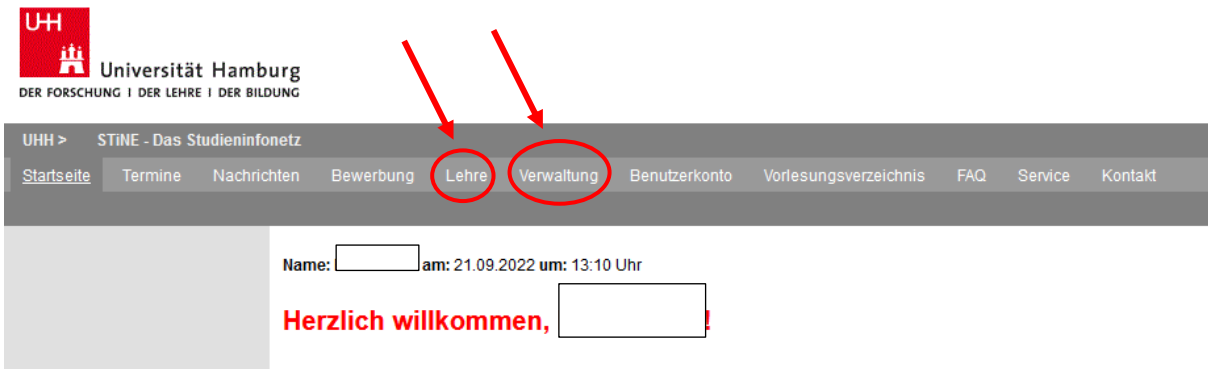 UHH
Universität Hamburg
DER FORSCHUNG I DER LEHRE I DER BILDUNG
UHH > STiNE - Das Studieninfonetz
Startseite Termine Nachrichten Bewerbung Lehre Verwaltung Benutzerkonto Vorlesungsverzeichnis FAQ Service Kontakt
Name: am: 21.09.2022 um: 13:10 Uhr
Herzlich willkommen, !